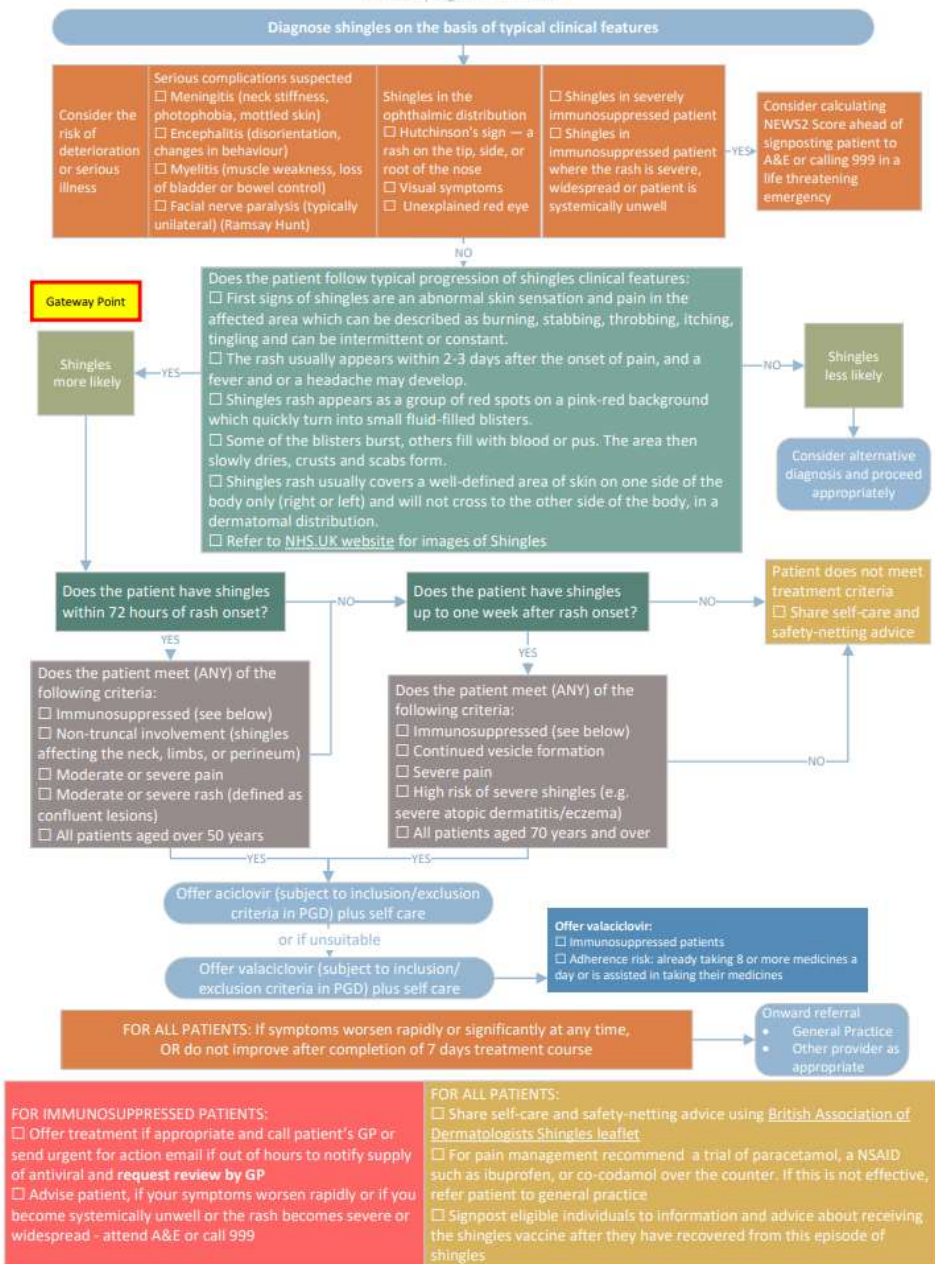 Diagnose shingles on the basis of typical clinical features
Consider the
risk of
deterioration
or serious
illness
Serious complications suspected
☐ Meningitis (neck stiffness,
photophobia, mottled skin)
☐ Encephalitis (disorientation,
changes in behaviour)
☐ Myelitis (muscle weakness, loss
of bladder or bowel control)
☐ Facial nerve paralysis (typically
unilateral) (Ramsay Hunt)
Shingles in the
ophthalmic distribution
☐ Hutchinson's sign — a
rash on the tip, side, or
root of the nose
☐ Visual symptoms
☐ Unexplained red eye
☐ Shingles in severely
immunosuppressed patient
☐ Shingles in
immunosuppressed patient
where the rash is severe,
widespread or patient is
systemically unwell
YES
Consider calculating
NEWS2 Score ahead of
signposting patient to
A&E or calling 999 in a
life threatening
emergency
NO
Gateway Point
Shingles
more likely
YES
Does the patient follow typical progression of shingles clinical features:
☐ First signs of shingles are an abnormal skin sensation and pain in the
affected area which can be described as burning, stabbing, throbbing, itching,
tingling and can be intermittent or constant.
☐ The rash usually appears within 2-3 days after the onset of pain, and a
fever and or a headache may develop.
☐ Shingles rash appears as a group of red spots on a pink-red background
which quickly turn into small fluid-filled blisters.
☐ Some of the blisters burst, others fill with blood or pus. The area then
slowly dries, crusts and scabs form.
☐ Shingles rash usually covers a well-defined area of skin on one side of the
body only (right or left) and will not cross to the other side of the body, in a
dermatomal distribution.
☐ Refer to NHS.UK website for images of Shingles
NO
Shingles
less likely
Consider alternative
diagnosis and proceed
appropriately
Does the patient have shingles
within 72 hours of rash onset?
NO
Does the patient have shingles
up to one week after rash onset?
NO
Patient does not meet
treatment criteria
☐ Share self-care and
safety-netting advice
YES
YES
Does the patient meet (ANY) of the
following criteria:
☐ Immunosuppressed (see below)
☐ Non-truncal involvement (shingles
affecting the neck, limbs, or perineum)
☐ Moderate or severe pain
☐ Moderate or severe rash (defined as
confluent lesions)
☐ All patients aged over 50 years
Does the patient meet (ANY) of the
following criteria:
☐ Immunosuppressed (see below)
☐ Continued vesicle formation
☐ Severe pain
☐ High risk of severe shingles (e.g.
severe atopic dermatitis/eczema)
☐ All patients aged 70 years and over
NO
YES
YES
Offer aciclovir (subject to inclusion/exclusion
criteria in PGD) plus self care
or if unsuitable
Offer valaciclovir (subject to inclusion/
exclusion criteria in PGD) plus self care
Offer valaciclovir:
☐ Immunosuppressed patients
☐ Adherence risk: already taking 8 or more medicines a
day or is assisted in taking their medicines
FOR ALL PATIENTS: If symptoms worsen rapidly or significantly at any time,
OR do not improve after completion of 7 days treatment course
Onward referral
• General Practice
• Other provider as
appropriate
FOR IMMUNOSUPPRESSED PATIENTS:
☐ Offer treatment if appropriate and call patient's GP or
send urgent for action email if out of hours to notify supply
of antiviral and request review by GP
☐ Advise patient, if your symptoms worsen rapidly or if you
become systemically unwell or the rash becomes severe or
widespread - attend A&E or call 999
FOR ALL PATIENTS:
☐ Share self-care and safety-netting advice using British Association of
Dermatologists Shingles leaflet
☐ For pain management recommend a trial of paracetamol, a NSAID
such as ibuprofen, or co-codamol over the counter. If this is not effective,
refer patient to general practice
☐ Signpost eligible individuals to information and advice about receiving
the shingles vaccine after they have recovered from this episode of
shingles